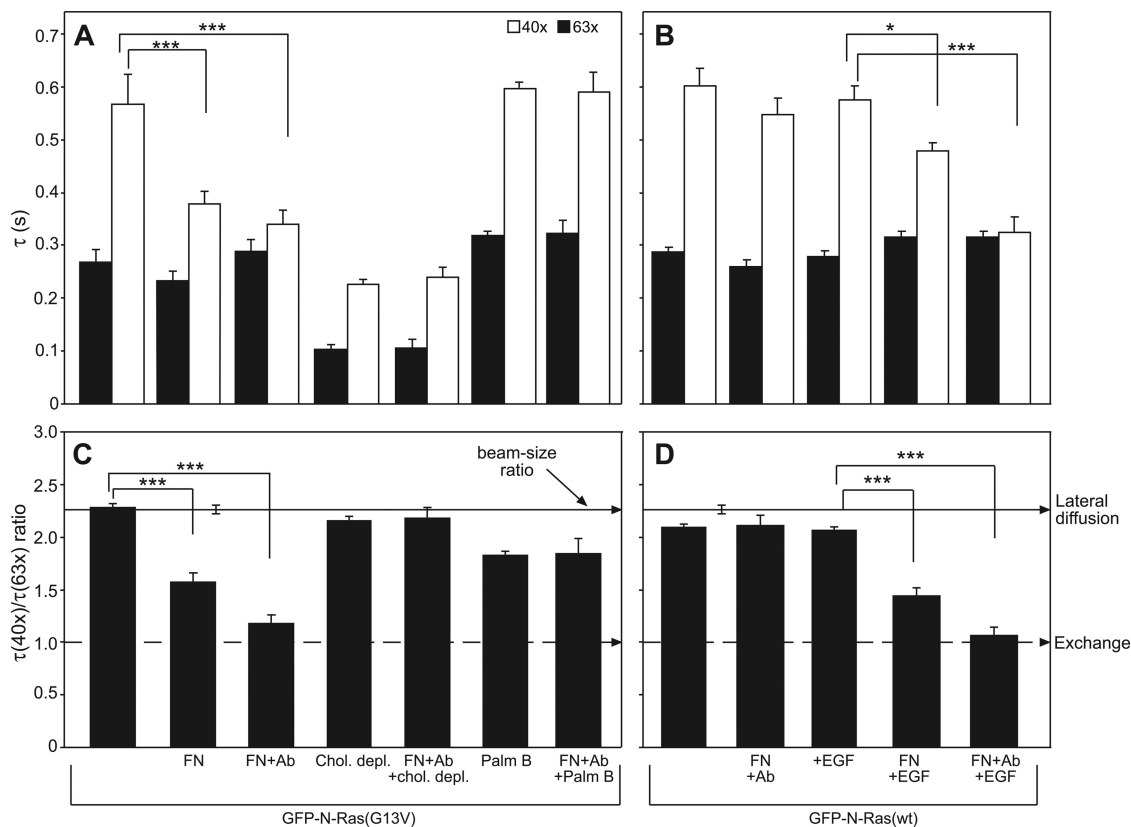 A
B
40x 63x
***
***
*
***
τ (s)
0.7
0.6
0.5
0.4
0.3
0.2
0.1
0
C
D
beam-size
ratio
***
***
***
***
τ(40x)/τ(63x) ratio
3.0
2.5
2.0
1.5
1.0
0.5
0
Lateral
diffusion
Exchange
FN
FN+Ab
Chol. depl.
FN+Ab
+chol. depl.
Palm B
FN+Ab
+Palm B
GFP-N-Ras(G13V)
FN
+Ab
+EGF
FN
+EGF
FN+Ab
+EGF
GFP-N-Ras(wt)